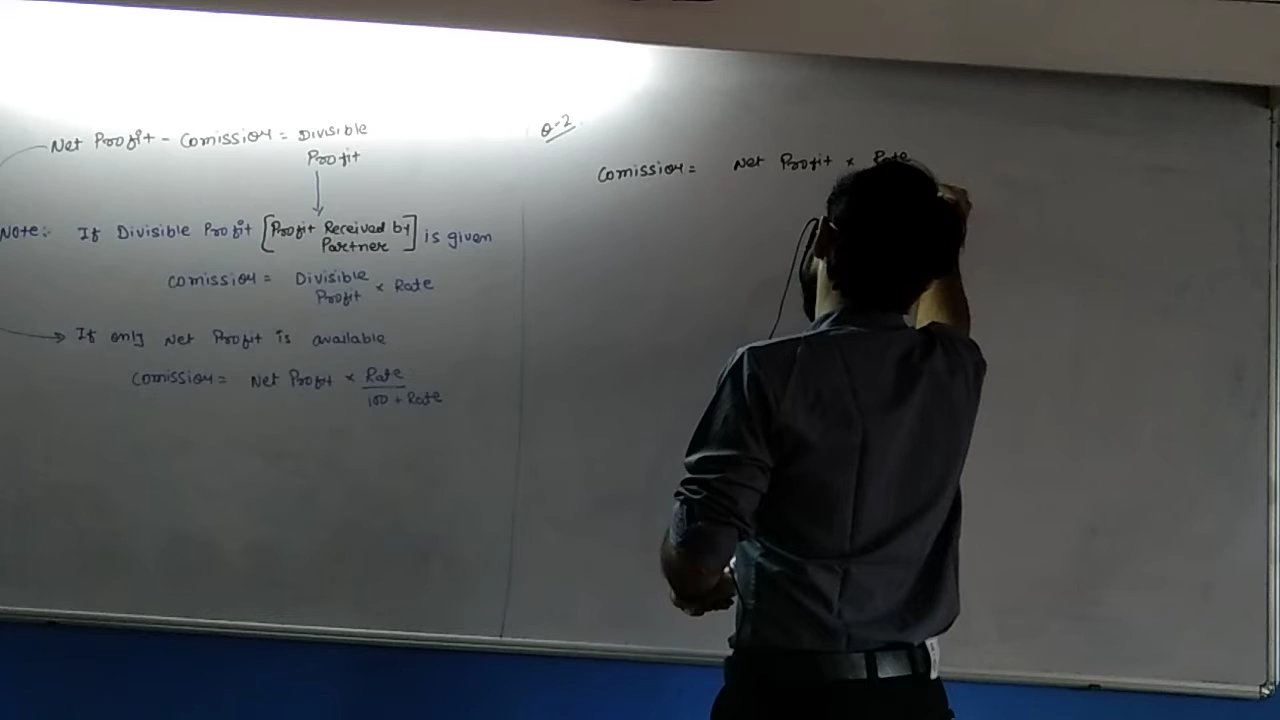 Net Profit - Comission = Divisible
Profit
Note:- If Divisible Profit [Profit Received by
Partner] is given
Comission = Divisible
Profit × Rate
→ If only Net Profit is available
Comission = Net Profit × Rate
100 + Rate
Q-2
Comission = Net Profit × Rate